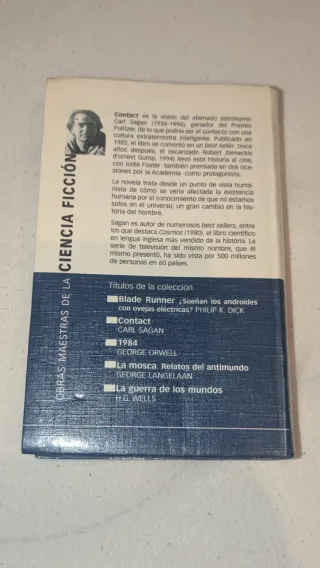 Contact es la visión del afamado astrónomo
Carl Sagan (1934-1996), ganador del Premio
Pulitzer, de lo que podría ser el contacto con una
cultura extraterrestre inteligente. Publicado en
1985, el libro se convirtió en un best seller. Doce
años después, el oscarizado Robert Zemeckis
(Forrest Gump, 1994) llevó esta historia al cine,
con Jodie Foster -también premiada en dos oca-
siones por la Academia- como protagonista.
La novela trata desde un punto de vista huma-
nista de cómo se vería afectada la existencia
humana por el conocimiento de que no estamos
solos en el universo; un gran cambio en la his-
toria del hombre.
Sagan es autor de numerosos best sellers, entre
los que destaca Cosmos (1980), el libro científico
en lengua inglesa más vendido de la historia. La
serie de televisión del mismo nombre, que él
mismo presentó, ha sido vista por 500 millones
de personas en 60 países.
OBRAS MAESTRAS DE LA CIENCIA FICCIÓN
Títulos de la colección
Blade Runner ¿Sueñan los androides
con ovejas eléctricas? PHILIP K. DICK
Contact
CARL SAGAN
1984
GEORGE ORWELL
La mosca. Relatos del antimundo
GEORGE LANGELAAN
La guerra de los mundos
H.G. WELLS